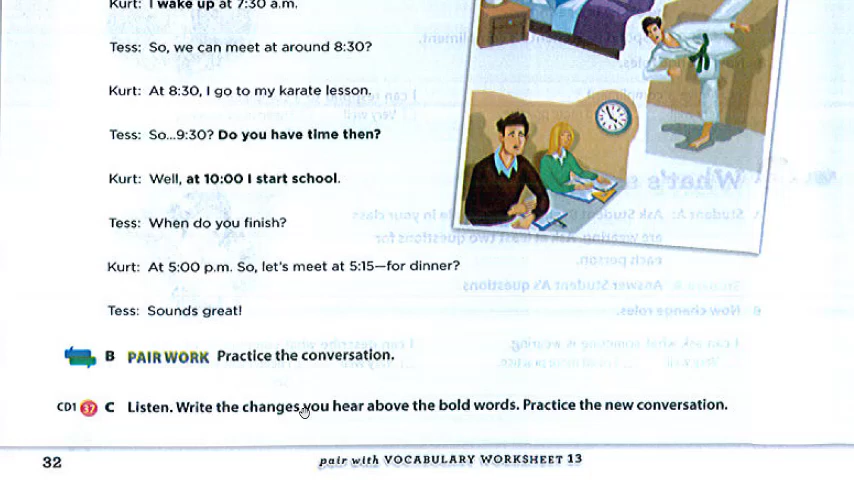 Kurt: I wake up at 7:30 a.m.
Tess: So, we can meet at around 8:30?
Kurt: At 8:30, I go to my karate lesson.
Tess: So...9:30? Do you have time then?
Kurt: Well, at 10:00 I start school.
Tess: When do you finish?
Kurt: At 5:00 p.m. So, let's meet at 5:15—for dinner?
Tess: Sounds great!
B PAIR WORK Practice the conversation.
CD1 37 C Listen. Write the changes you hear above the bold words. Practice the new conversation.
32 pair with VOCABULARY WORKSHEET 13